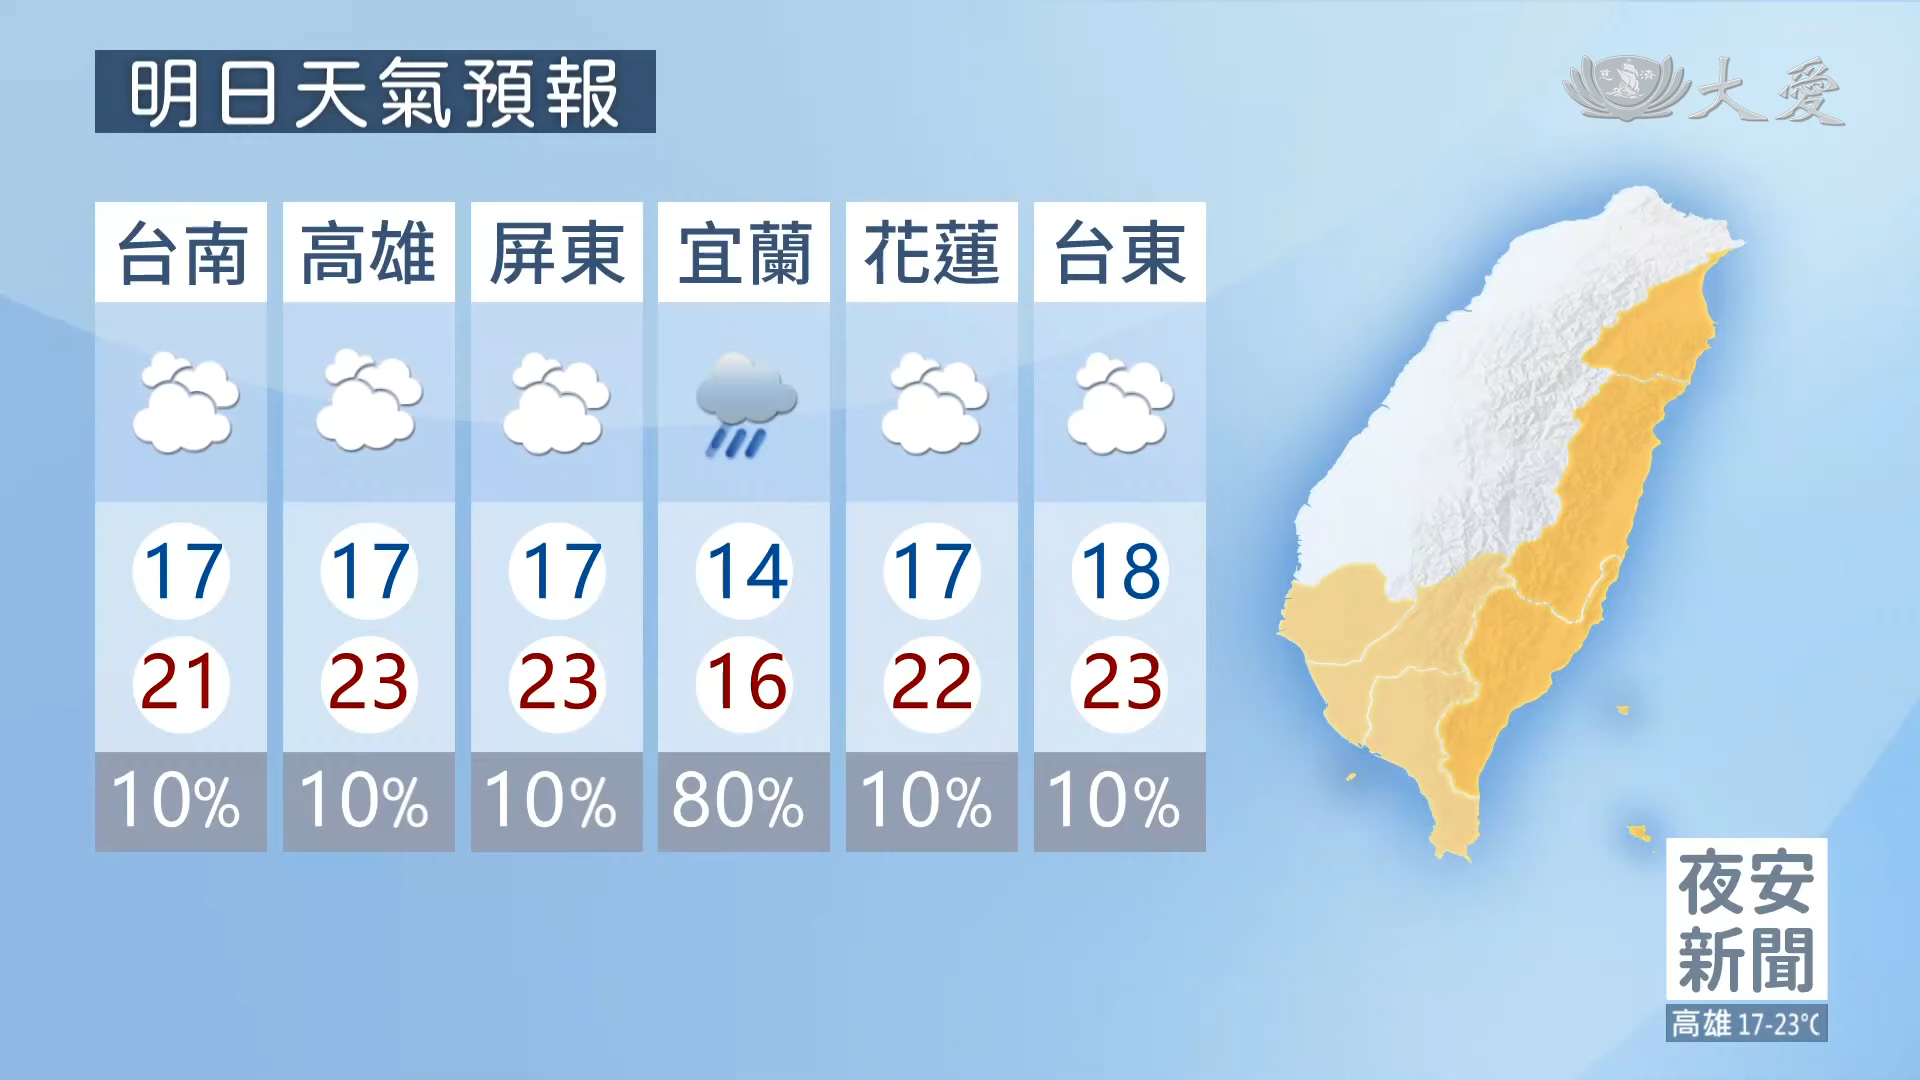 明日天氣預報
慈濟
大愛
台南 高雄 屏東 宜蘭 花蓮 台東
17 17 17 14 17 18
21 23 23 16 22 23
10% 10% 10% 80% 10% 10%
夜安
新聞
高雄 17-23°C